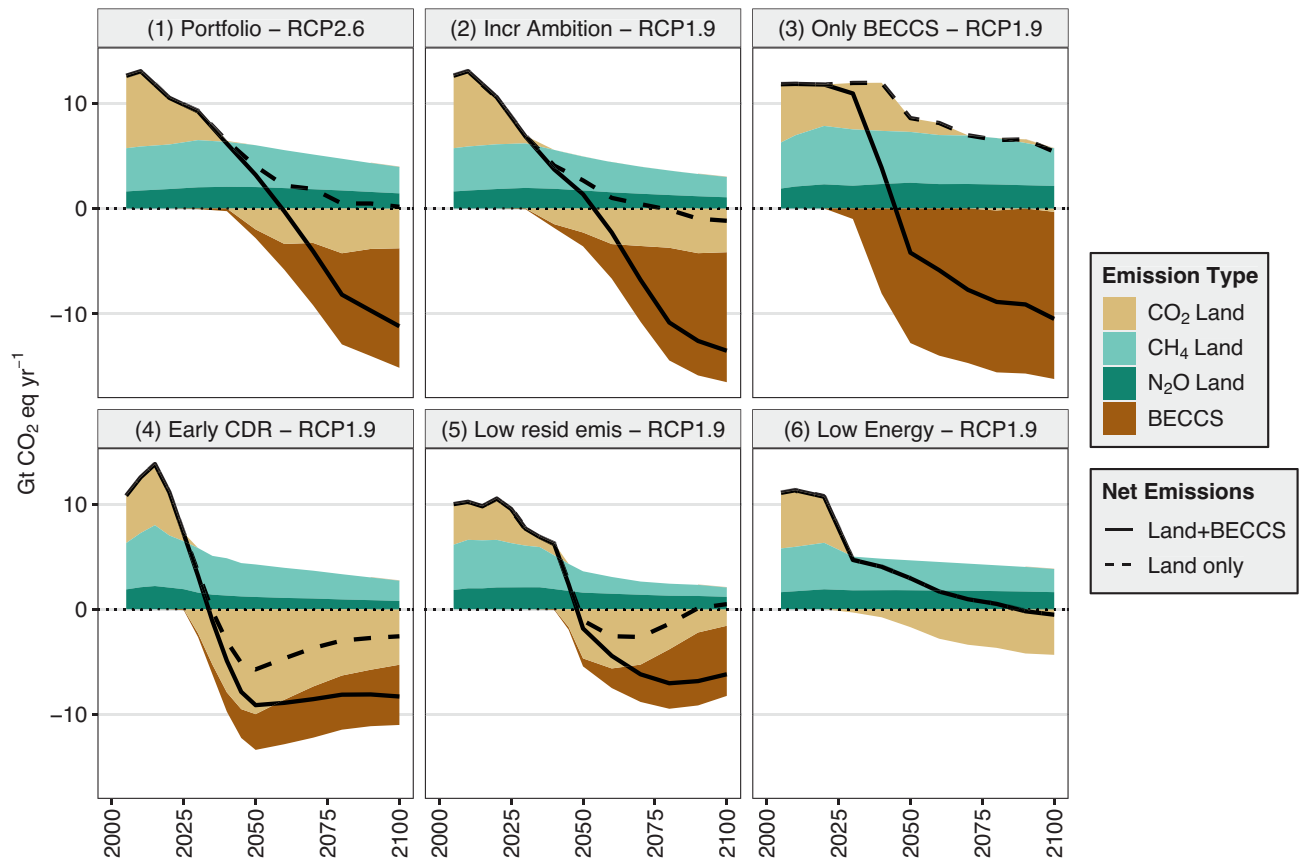 (1) Portfolio – RCP2.6
(2) Incr Ambition – RCP1.9
(3) Only BECCS – RCP1.9
10
0
−10
(4) Early CDR – RCP1.9
(5) Low resid emis – RCP1.9
(6) Low Energy – RCP1.9
10
0
−10
Gt CO₂ eq yr⁻¹
2000
2025
2050
2075
2100
2000
2025
2050
2075
2100
2000
2025
2050
2075
2100
Emission Type
CO₂ Land
CH₄ Land
N₂O Land
BECCS
Net Emissions
Land+BECCS
Land only